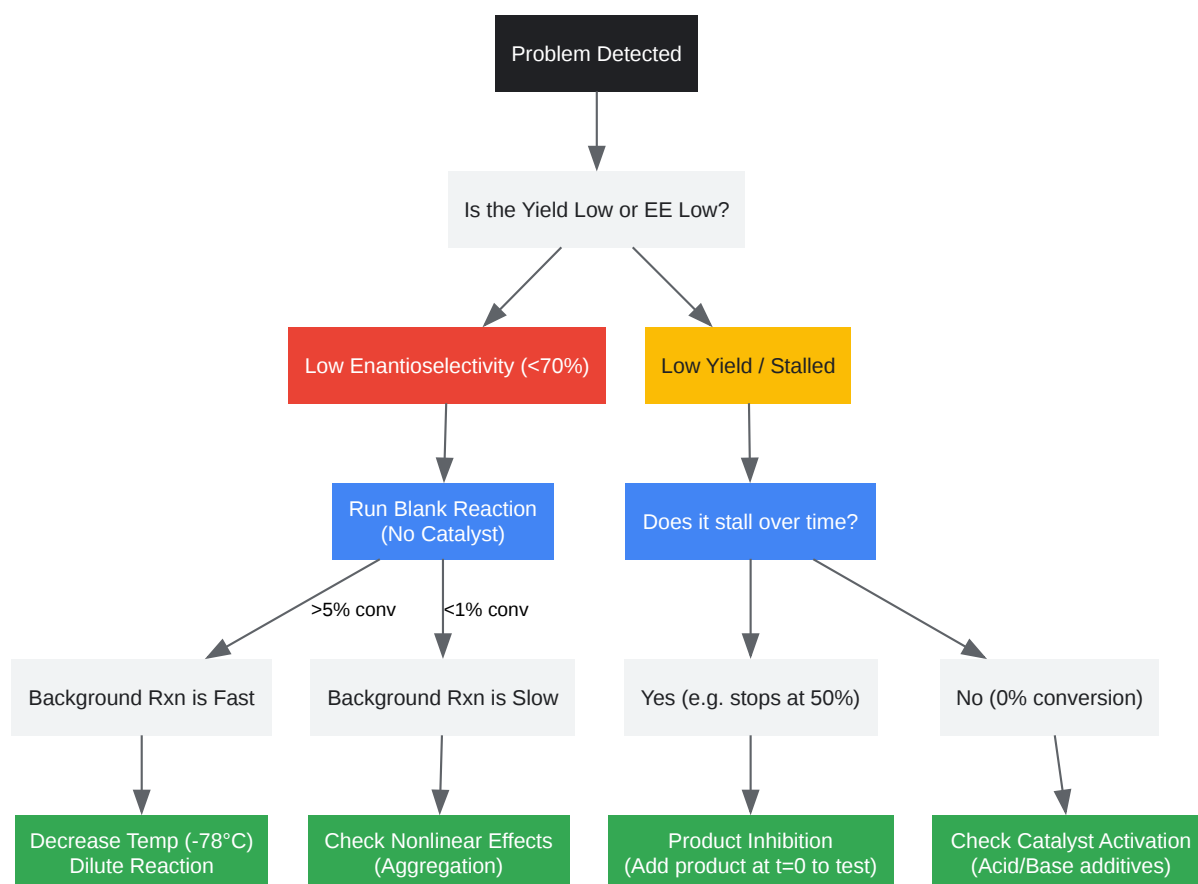 Problem Detected
Is the Yield Low or EE Low?
Low Enantioselectivity (<70%)
Low Yield / Stalled
Run Blank Reaction
(No Catalyst)
Does it stall over time?
>5% conv
<1% conv
Background Rxn is Fast
Background Rxn is Slow
Yes (e.g. stops at 50%)
No (0% conversion)
Decrease Temp (-78°C)
Dilute Reaction
Check Nonlinear Effects
(Aggregation)
Product Inhibition
(Add product at t=0 to test)
Check Catalyst Activation
(Acid/Base additives)